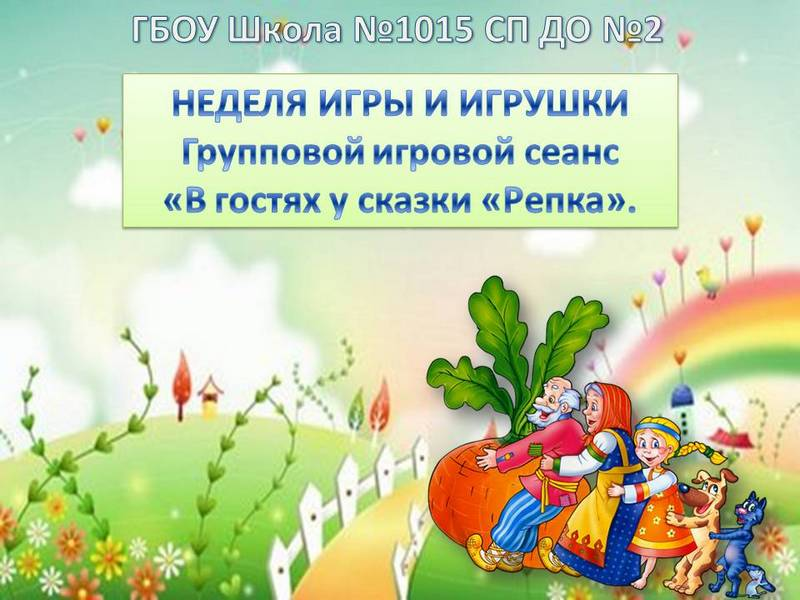 ГБОУ Школа №1015 СП ДО №2
НЕДЕЛЯ ИГРЫ И ИГРУШКИ
Групповой игровой сеанс
«В гостях у сказки «Репка».